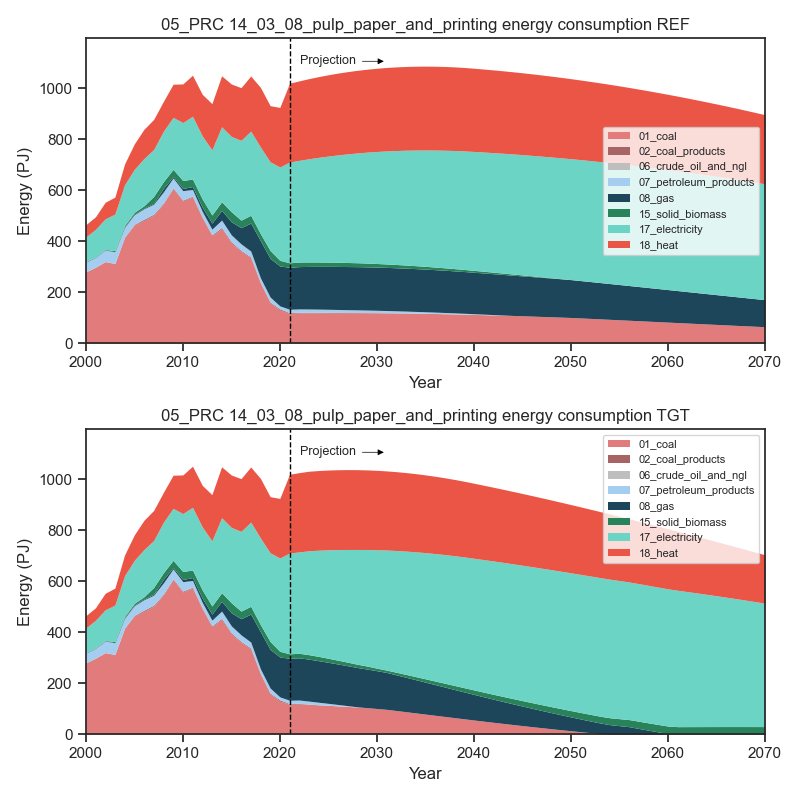 05_PRC 14_03_08_pulp_paper_and_printing energy consumption REF
Projection
1000
800
600
400
200
0
Energy (PJ)
01_coal
02_coal_products
06_crude_oil_and_ngl
07_petroleum_products
08_gas
15_solid_biomass
17_electricity
18_heat
2000 2010 2020 2030 2040 2050 2060 2070
Year
05_PRC 14_03_08_pulp_paper_and_printing energy consumption TGT
Projection
1000
800
600
400
200
0
Energy (PJ)
01_coal
02_coal_products
06_crude_oil_and_ngl
07_petroleum_products
08_gas
15_solid_biomass
17_electricity
18_heat
2000 2010 2020 2030 2040 2050 2060 2070
Year